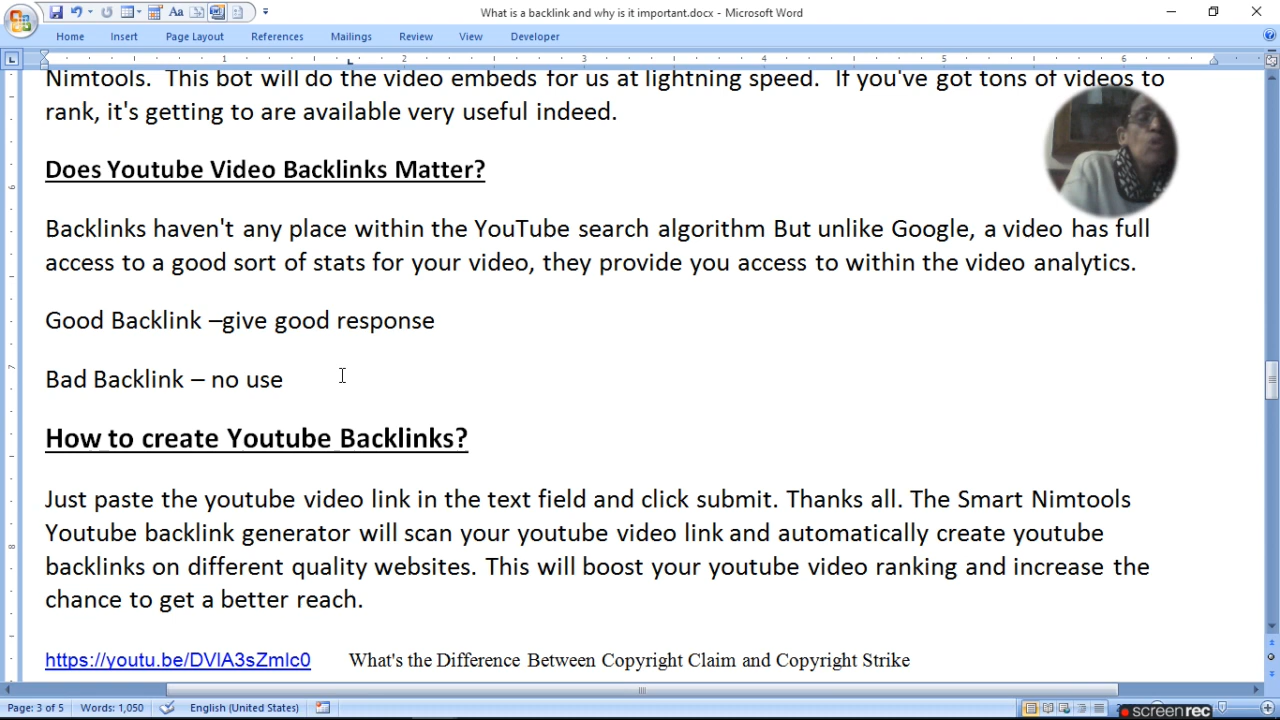 What is a backlink and why is it important.docx - Microsoft Word
Home Insert Page Layout References Mailings Review View Developer
1 2 3 4 5 6
Nimtools.  This bot will do the video embeds for us at lightning speed.  If you've got tons of videos to
rank, it's getting to are available very useful indeed.
Does Youtube Video Backlinks Matter?
Backlinks haven't any place within the YouTube search algorithm But unlike Google, a video has full
access to a good sort of stats for your video, they provide you access to within the video analytics.
Good Backlink –give good response
Bad Backlink – no use
How to create Youtube Backlinks?
Just paste the youtube video link in the text field and click submit. Thanks all. The Smart Nimtools
Youtube backlink generator will scan your youtube video link and automatically create youtube
backlinks on different quality websites. This will boost your youtube video ranking and increase the
chance to get a better reach.
https://youtu.be/DVlA3sZmlc0 What's the Difference Between Copyright Claim and Copyright Strike
Page: 3 of 5 Words: 1,050 English (United States)
screenrec